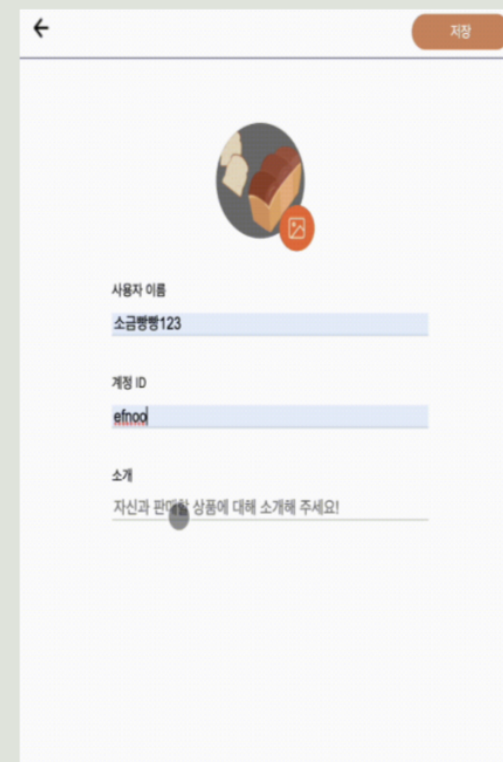 저장
사용자 이름
소금빵빵123
계정 ID
efnoo
소개
자신과 판매할 상품에 대해 소개해 주세요!